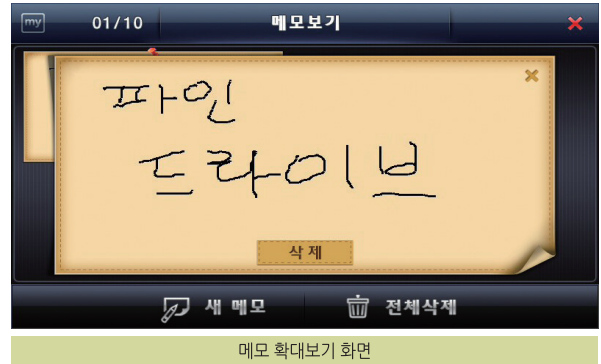 my 01/10 메모보기
파인
드라이브
삭제
새 메모 전체삭제
메모 확대보기 화면